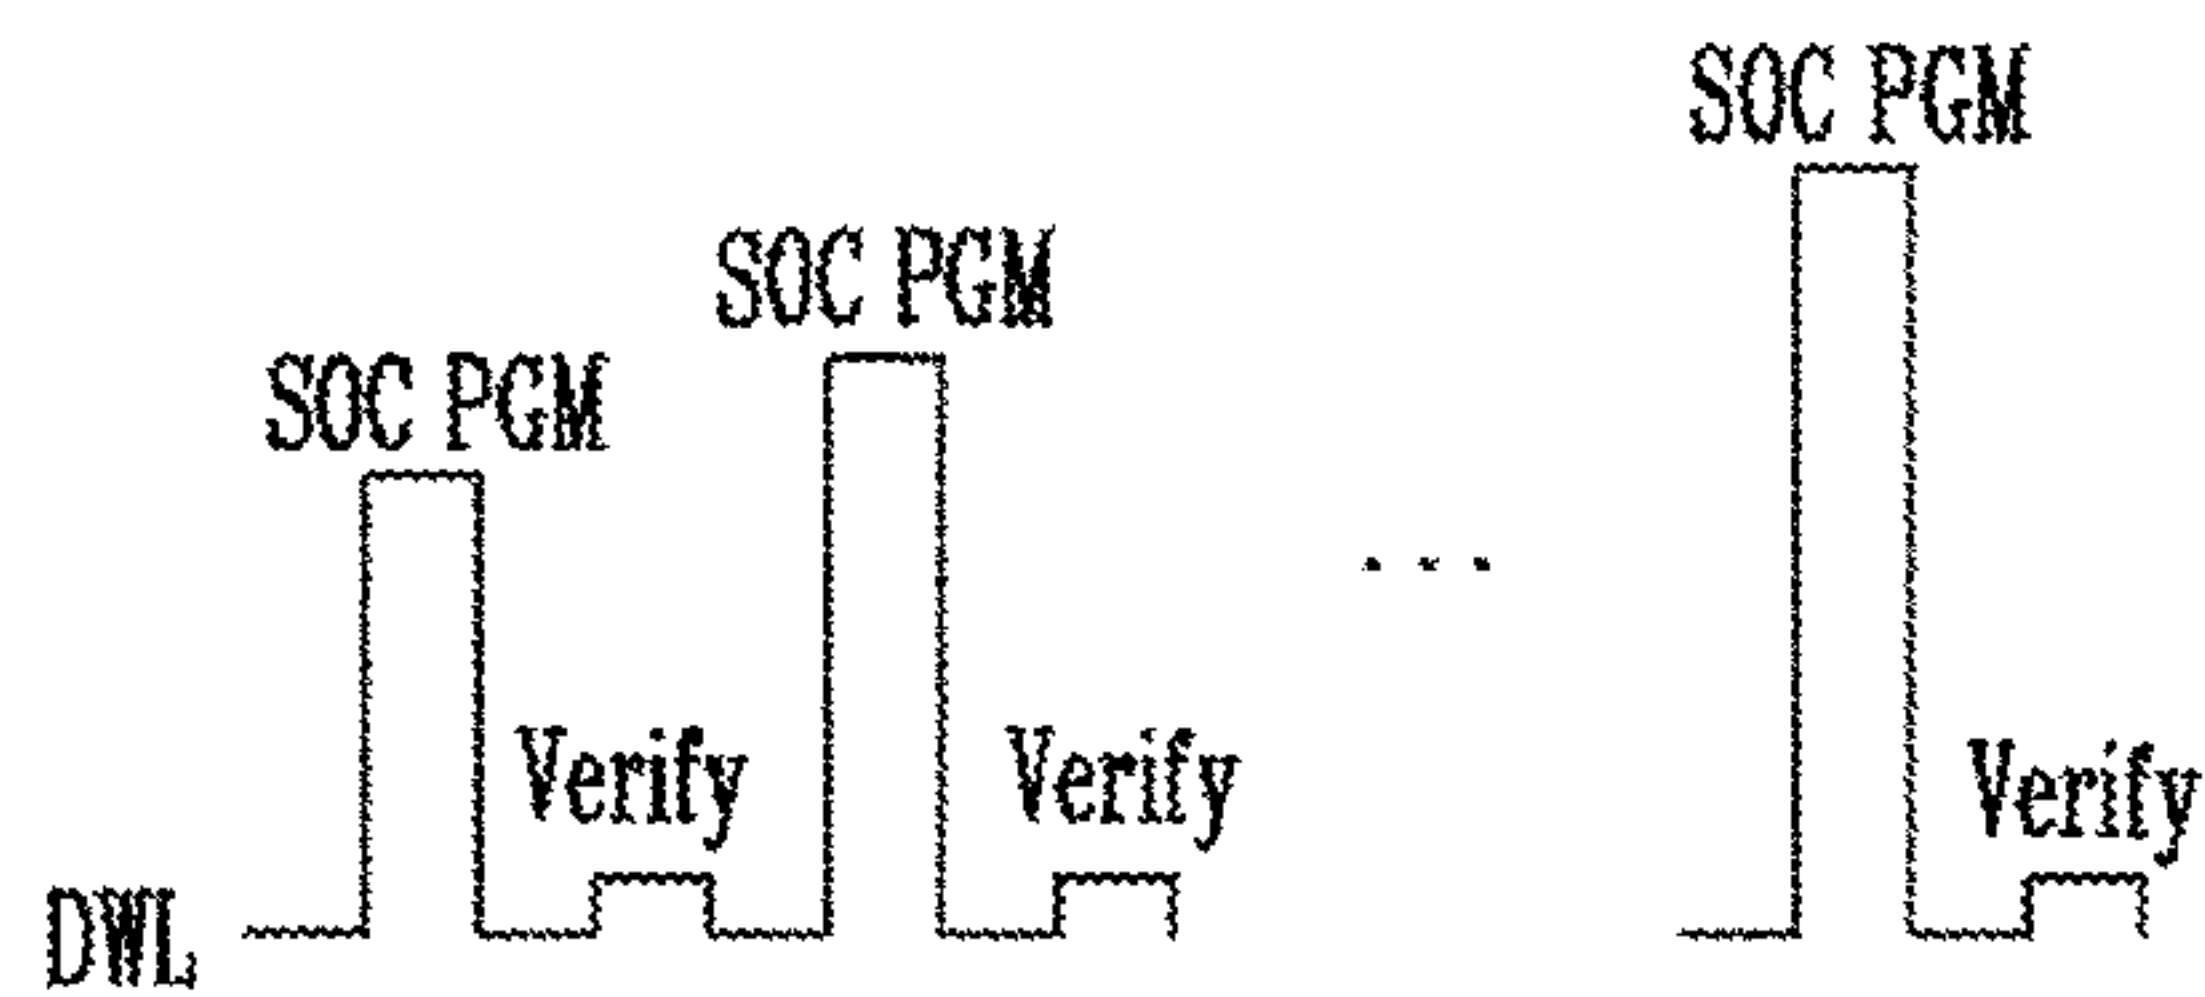 SOC PGM
SOC PGM
SOC PGM
Verify
Verify
Verify
DWL
...